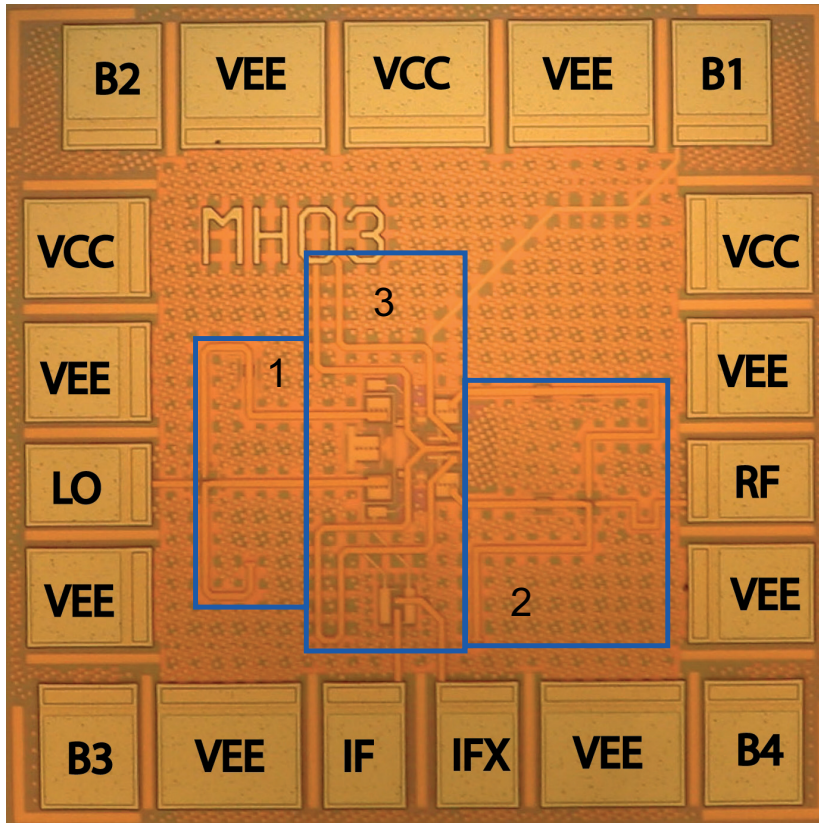 B2 VEE VCC VEE B1
MH03
VCC VCC
3
1
VEE VEE
LO RF
VEE VEE
2
B3 VEE IF IFX VEE B4